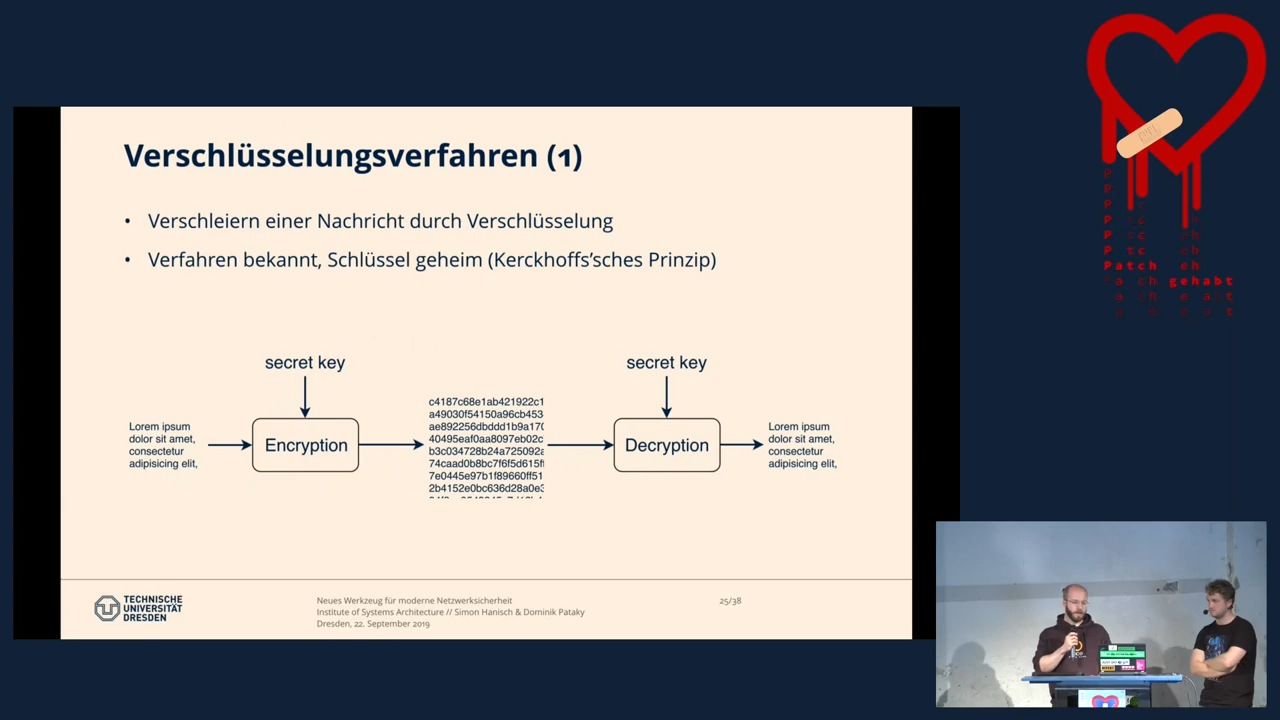 Verschlüsselungsverfahren (1)
• Verschleiern einer Nachricht durch Verschlüsselung
• Verfahren bekannt, Schlüssel geheim (Kerckhoffs'sches Prinzip)
secret key
secret key
Lorem ipsum
dolor sit amet,
consectetur
adipisicing elit,
Encryption
c4187c68e1ab421922c1
a49030f54150a96cb453
ae892256dbddd1b9a170
40495eaf0aa8097eb02c
b3c034728b24a725092a
74caad0b8bc7f6f5d615f
7e0445e97b1f89660ff51
2b4152e0bc636d28a0e3
Decryption
Lorem ipsum
dolor sit amet,
consectetur
adipisicing elit,
TECHNISCHE
UNIVERSITÄT
DRESDEN
Neues Werkzeug für moderne Netzwerksicherheit
Institute of Systems Architecture // Simon Hanisch & Dominik Pataky
Dresden, 22. September 2019
25/38
Patch
gehabt